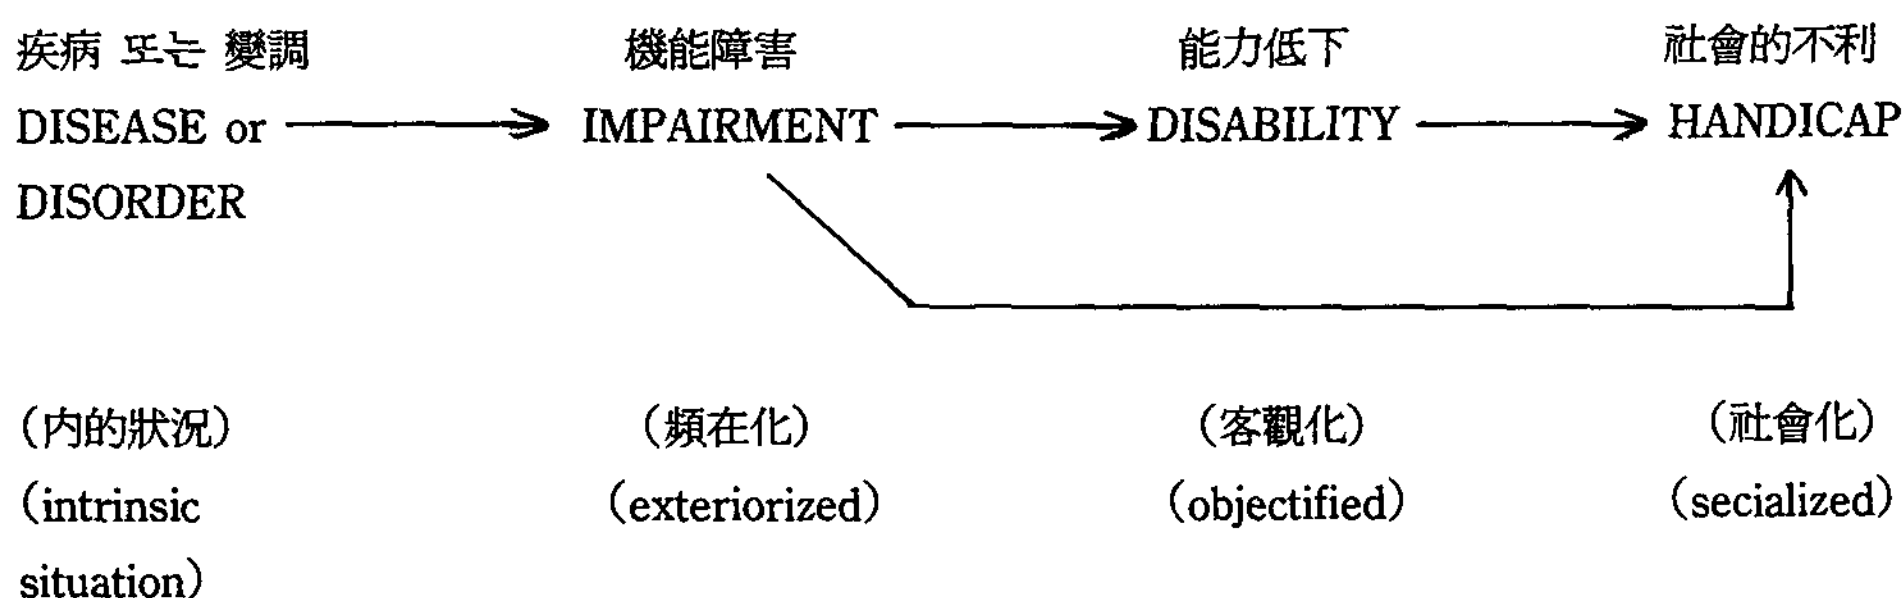 疾病 또는 變調 機能障害 能力低下 社會的不利
DISEASE or IMPAIRMENT DISABILITY HANDICAP
DISORDER
(内的狀況) (頻在化) (客觀化) (社會化)
(intrinsic (exteriorized) (objectified) (secialized)
situation)